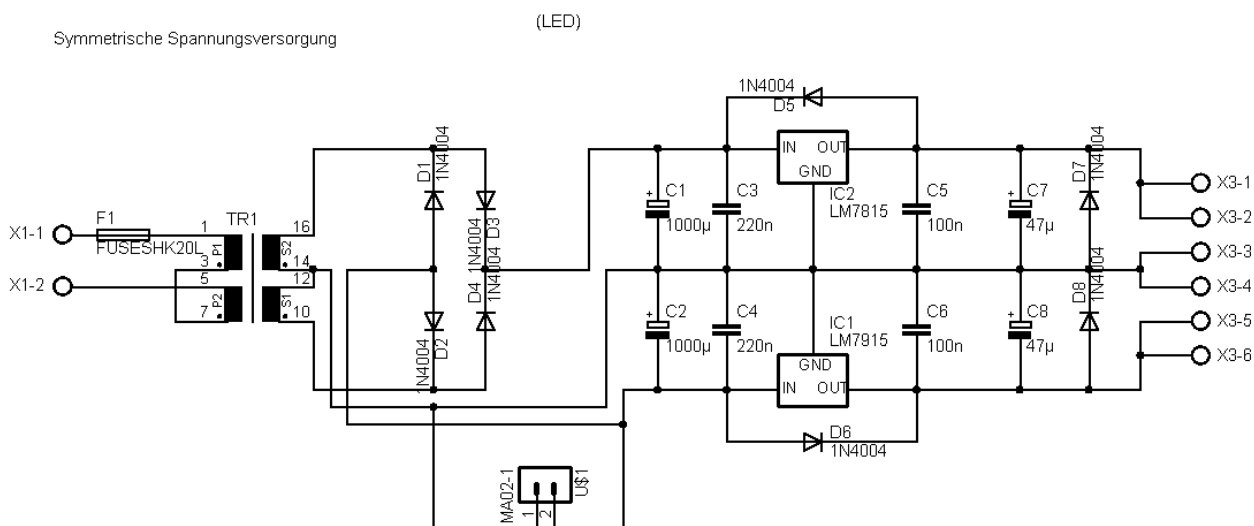 (LED)
Symmetrische Spannungsversorgung
1N4004
D5
D1
1N4004
D3
1N4004
D4
1N4004
D2
1N4004
IN OUT
GND
IC2
LM7815
C1
1000µ
C3
220n
C5
100n
C7
47µ
D7
1N4004
X3-1
X3-2
X3-3
X3-4
X3-5
X3-6
X1-1
F1
FUSESHK20L
X1-2
TR1
1
3
5
7
P1
P2
16
14
12
10
S2
S1
C2
1000µ
C4
220n
IC1
LM7915
GND
IN OUT
C6
100n
C8
47µ
D8
1N4004
D6
1N4004
MA02-1
U$1
1
2
+
+
+
+